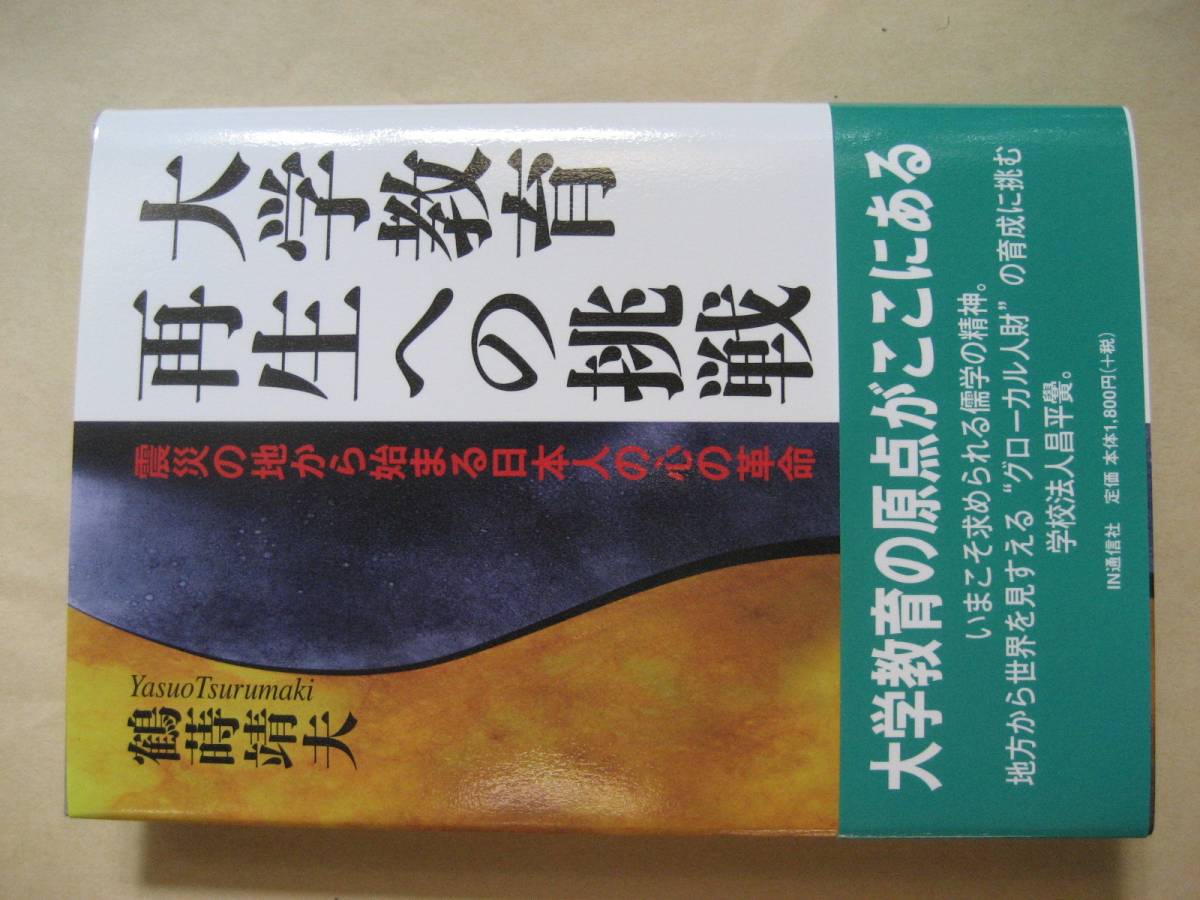 大学教育
再生への挑戦
震災の地から始まる日本人の心の革命
Yasuo Tsurumaki
鶴蒔靖夫
大学教育の原点がここにある
いまこそ求められる儒学の精神。
地方から世界を見すえる“グローカル人財”の育成に挑む
学校法人昌平黌。
IN通信社 定価 本体1,800円(+税)